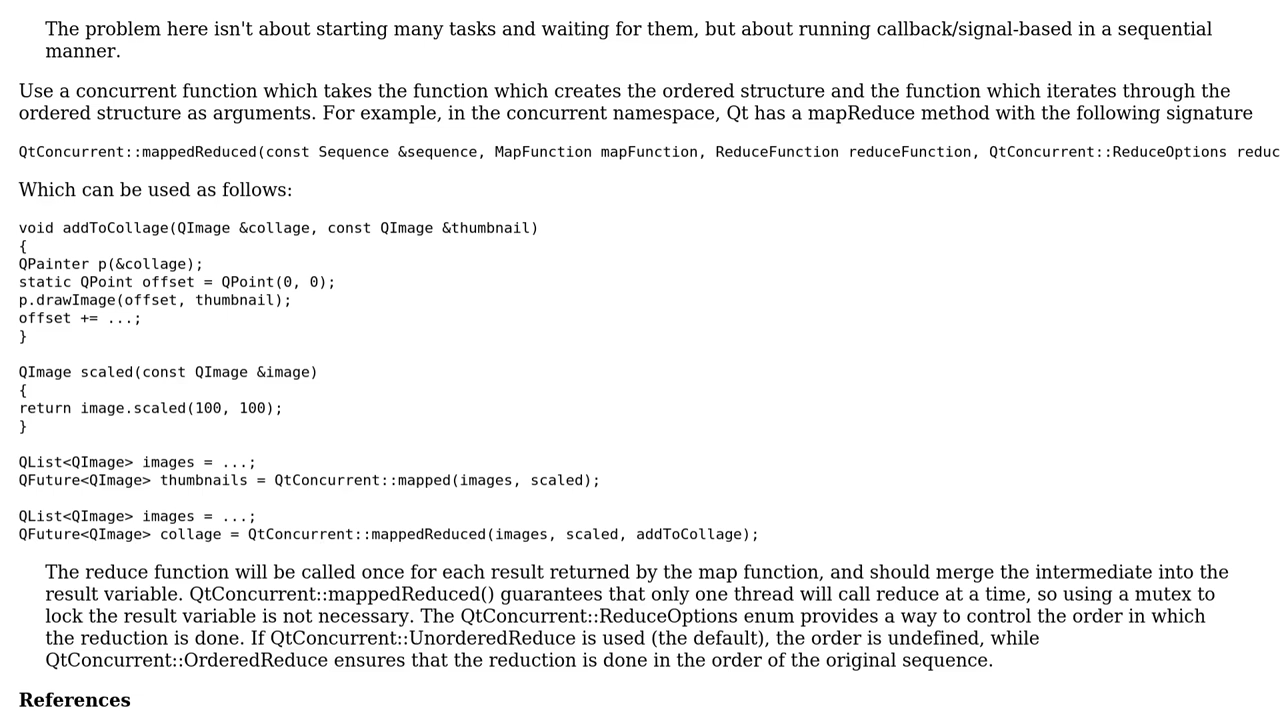 The problem here isn't about starting many tasks and waiting for them, but about running callback/signal-based in a sequential
manner.
Use a concurrent function which takes the function which creates the ordered structure and the function which iterates through the
ordered structure as arguments. For example, in the concurrent namespace, Qt has a mapReduce method with the following signature
QtConcurrent::mappedReduced(const Sequence &sequence, MapFunction mapFunction, ReduceFunction reduceFunction, QtConcurrent::ReduceOptions reduc
Which can be used as follows:
void addToCollage(QImage &collage, const QImage &thumbnail)
{
QPainter p(&collage);
static QPoint offset = QPoint(0, 0);
p.drawImage(offset, thumbnail);
offset += ...;
}
QImage scaled(const QImage &image)
{
return image.scaled(100, 100);
}
QList<QImage> images = ...;
QFuture<QImage> thumbnails = QtConcurrent::mapped(images, scaled);
QList<QImage> images = ...;
QFuture<QImage> collage = QtConcurrent::mappedReduced(images, scaled, addToCollage);
The reduce function will be called once for each result returned by the map function, and should merge the intermediate into the
result variable. QtConcurrent::mappedReduced() guarantees that only one thread will call reduce at a time, so using a mutex to
lock the result variable is not necessary. The QtConcurrent::ReduceOptions enum provides a way to control the order in which
the reduction is done. If QtConcurrent::UnorderedReduce is used (the default), the order is undefined, while
QtConcurrent::OrderedReduce ensures that the reduction is done in the order of the original sequence.
References